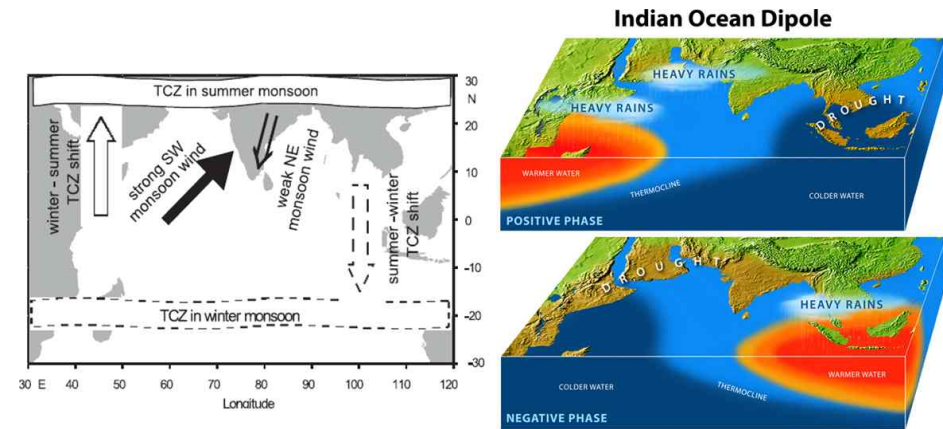 TCZ in summer monsoon
winter - summer
TCZ shift
strong SW
monsoon wind
weak NE
monsoon wind
summer -winter
TCZ shift
TCZ in winter monsoon
30
N
20
10
0
-10
-20
-30
30 E 40 50 60 70 80 90 100 110 120
Longitude
Indian Ocean Dipole
HEAVY RAINS
HEAVY RAINS
DROUGHT
WARMER WATER
THERMOCLINE
COLDER WATER
POSITIVE PHASE
DROUGHT
HEAVY RAINS
WARMER WATER
COLDER WATER
THERMOCLINE
NEGATIVE PHASE